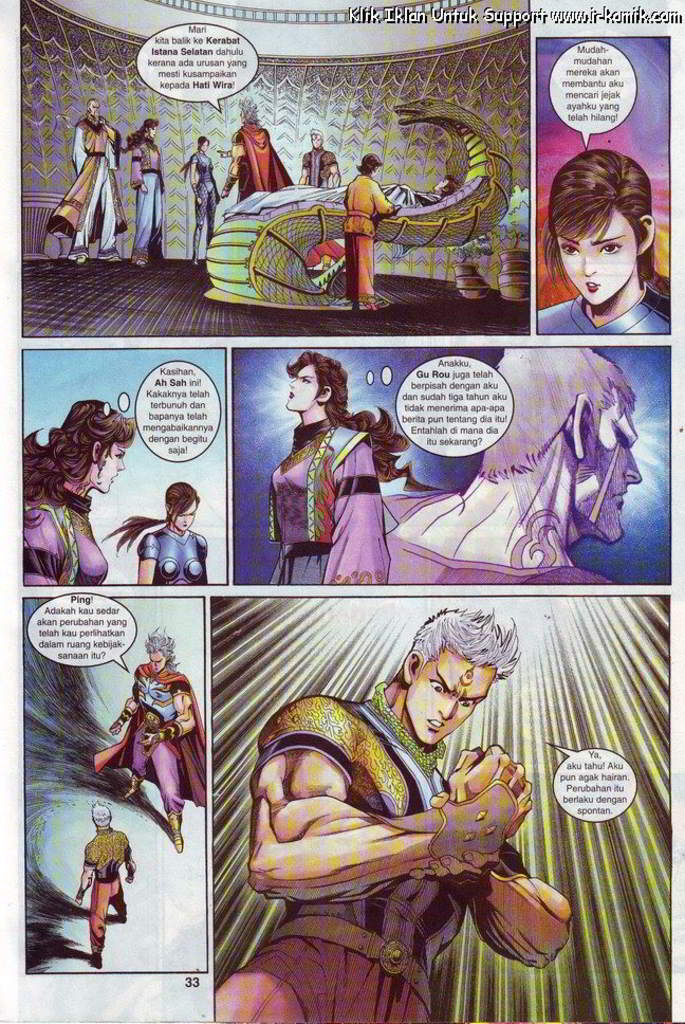 Klik Iklan Untuk Support www.i-komik.com
Mari
kita balik ke Kerabat
Istana Selatan dahulu
kerana ada urusan yang
mesti kusampaikan
kepada Hati Wira!
Mudah-
mudahan
mereka akan
membantu aku
mencari jejak
ayahku yang
telah hilang!
Kasihan,
Ah Sah ini!
Kakaknya telah
terbunuh dan
bapanya telah
mengabaikannya
dengan begitu
saja!
Anakku,
Gu Rou juga telah
berpisah dengan aku
dan sudah tiga tahun aku
tidak menerima apa-apa
berita pun tentang dia itu!
Entahlah di mana dia
itu sekarang?
Ping!
Adakah kau sedar
akan perubahan yang
telah kau perlihatkan
dalam ruang kebijak-
sanaan itu?
Ya,
aku tahu! Aku
pun agak hairan.
Perubahan itu
berlaku dengan
spontan.
33